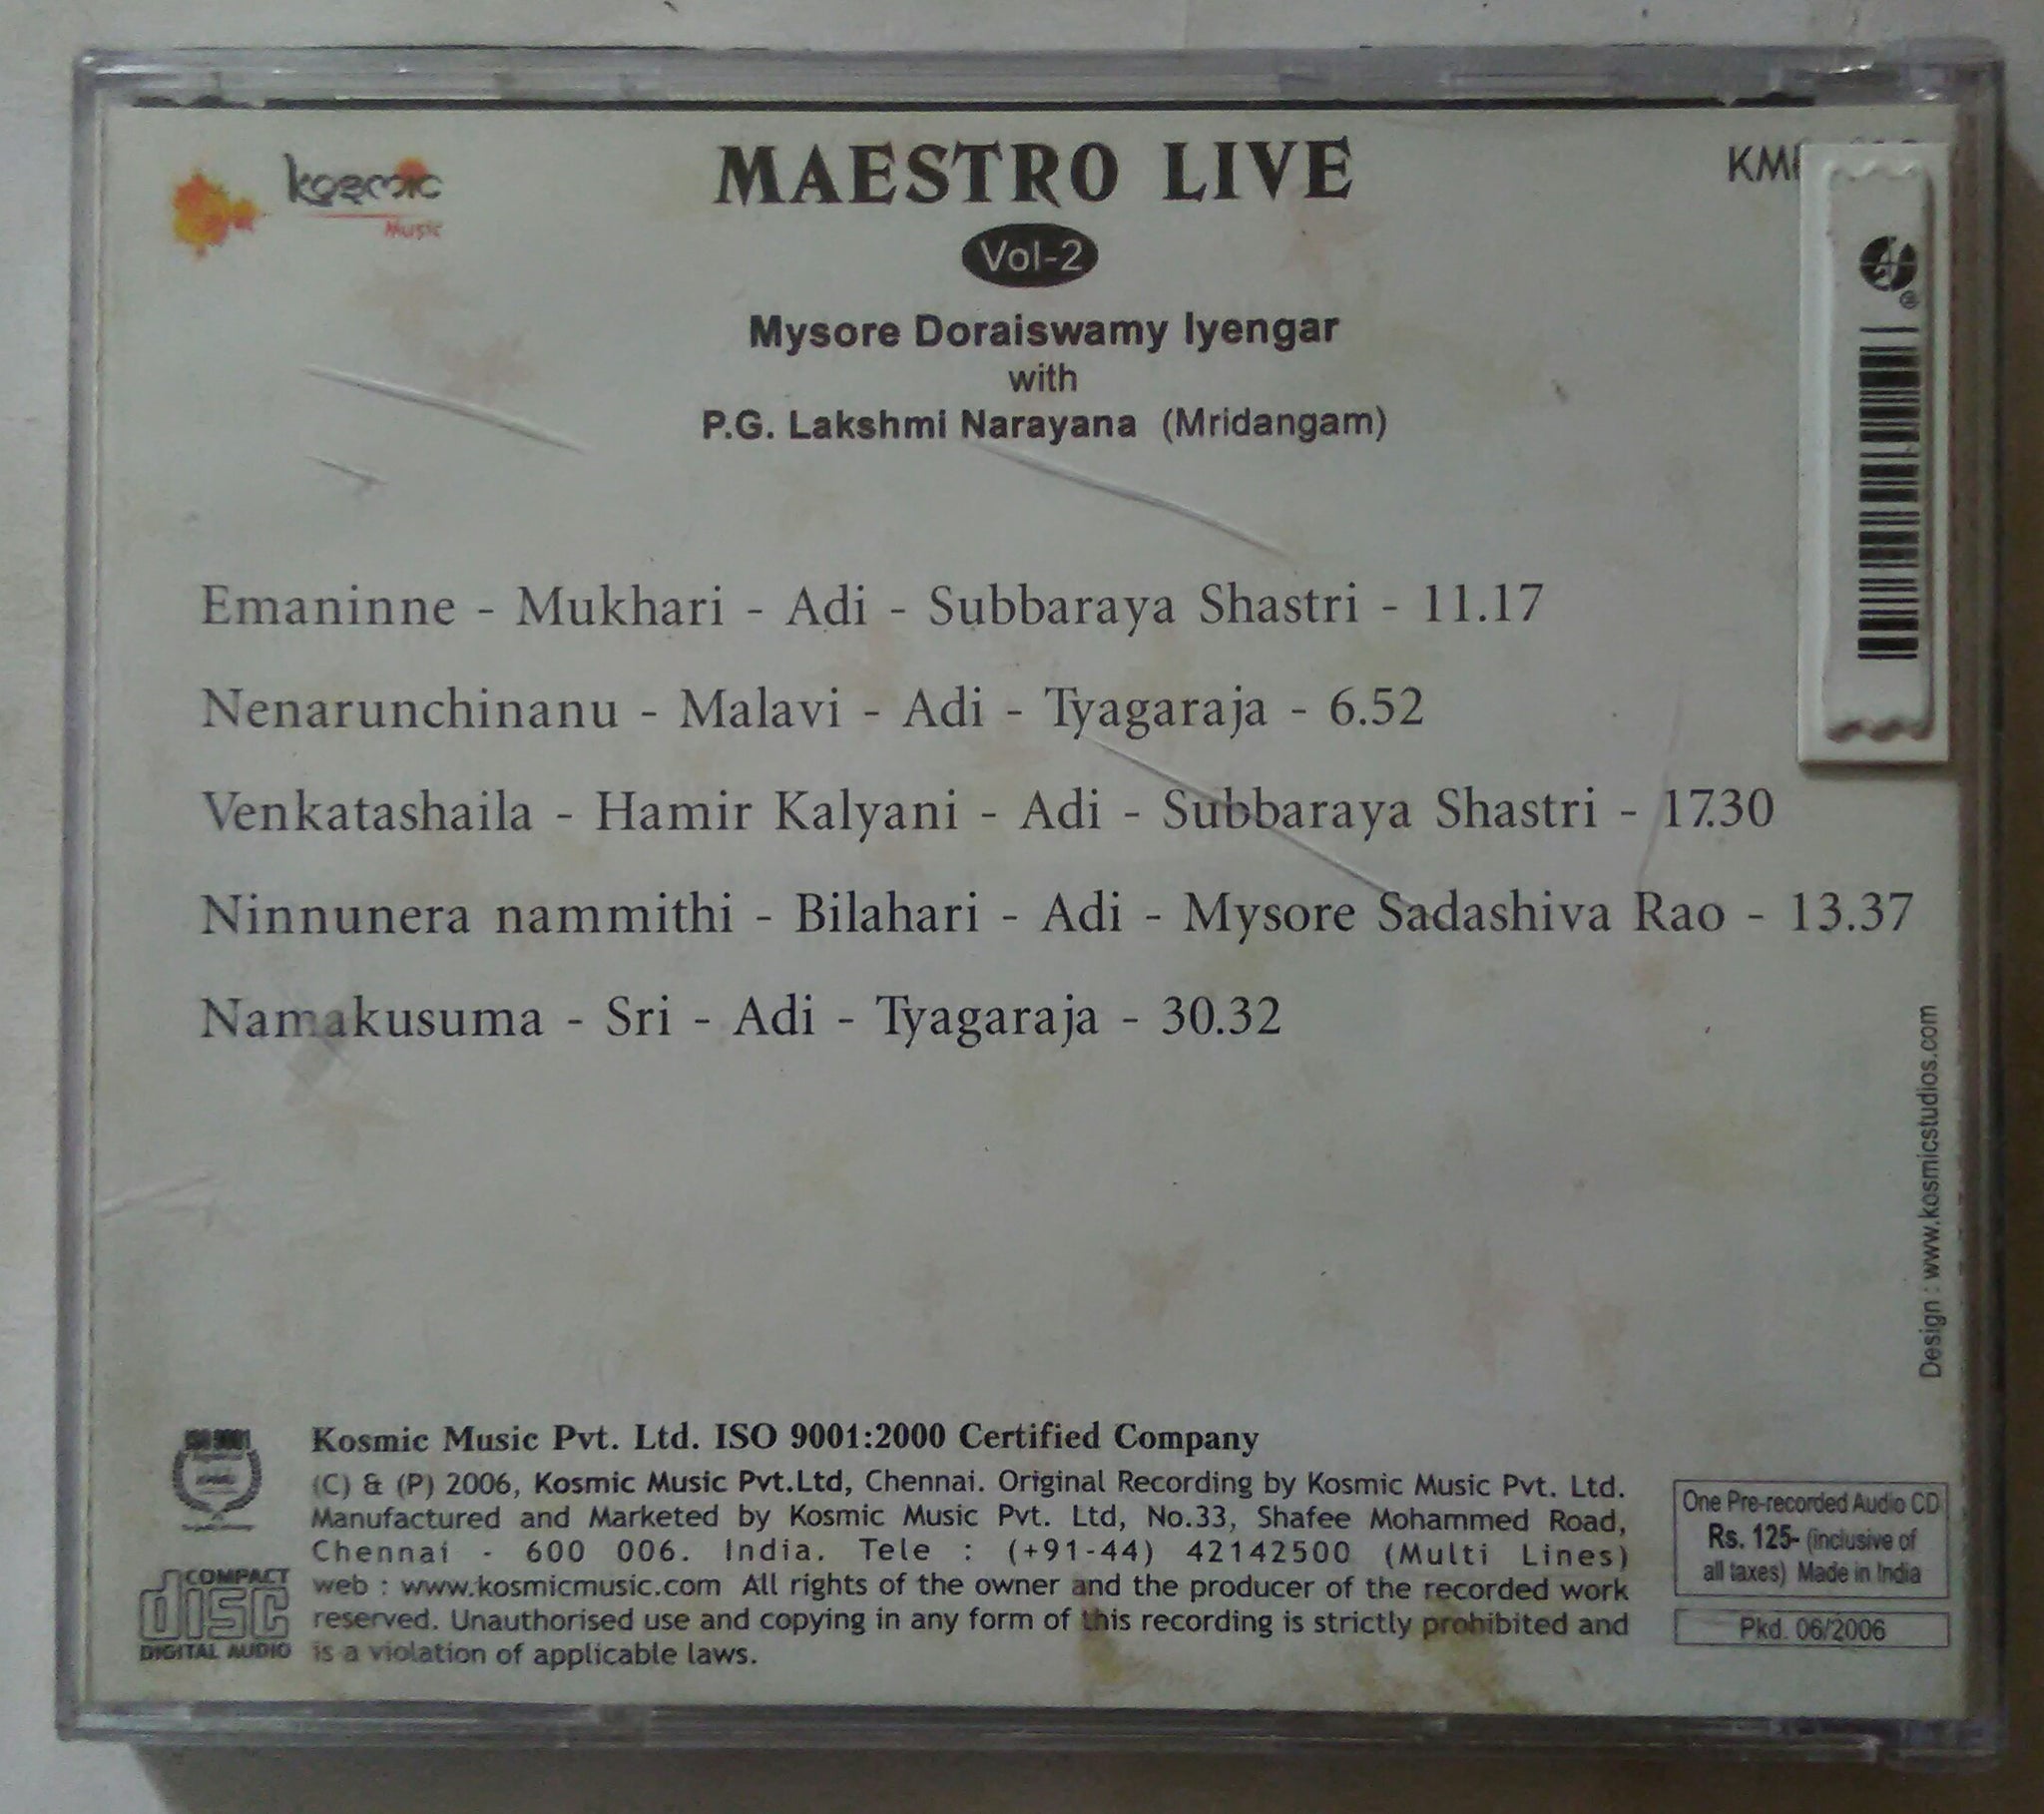 kosmic
Music
MAESTRO LIVE
Vol-2
Mysore Doraiswamy Iyengar
with
P.G. Lakshmi Narayana (Mridangam)
Emaninne - Mukhari - Adi - Subbaraya Shastri - 11.17
Nenarunchinanu - Malavi - Adi - Tyagaraja - 6.52
Venkatashaila - Hamir Kalyani - Adi - Subbaraya Shastri - 17.30
Ninnunera nammithi - Bilahari - Adi - Mysore Sadashiva Rao - 13.37
Namakusuma - Sri - Adi - Tyagaraja - 30.32
Design : www.kosmicstudios.com
Kosmic Music Pvt. Ltd. ISO 9001:2000 Certified Company
(C) & (P) 2006, Kosmic Music Pvt.Ltd, Chennai. Original Recording by Kosmic Music Pvt. Ltd.
Manufactured and Marketed by Kosmic Music Pvt. Ltd, No.33, Shafee Mohammed Road,
Chennai - 600 006. India. Tele : (+91-44) 42142500 (Multi Lines)
web : www.kosmicmusic.com All rights of the owner and the producer of the recorded work
reserved. Unauthorised use and copying in any form of this recording is strictly prohibited and
is a violation of applicable laws.
ISO 9001
COMPACT
disc
DIGITAL AUDIO
One Pre-recorded Audio CD
Rs. 125- (inclusive of
all taxes) Made in India
Pkd. 06/2006